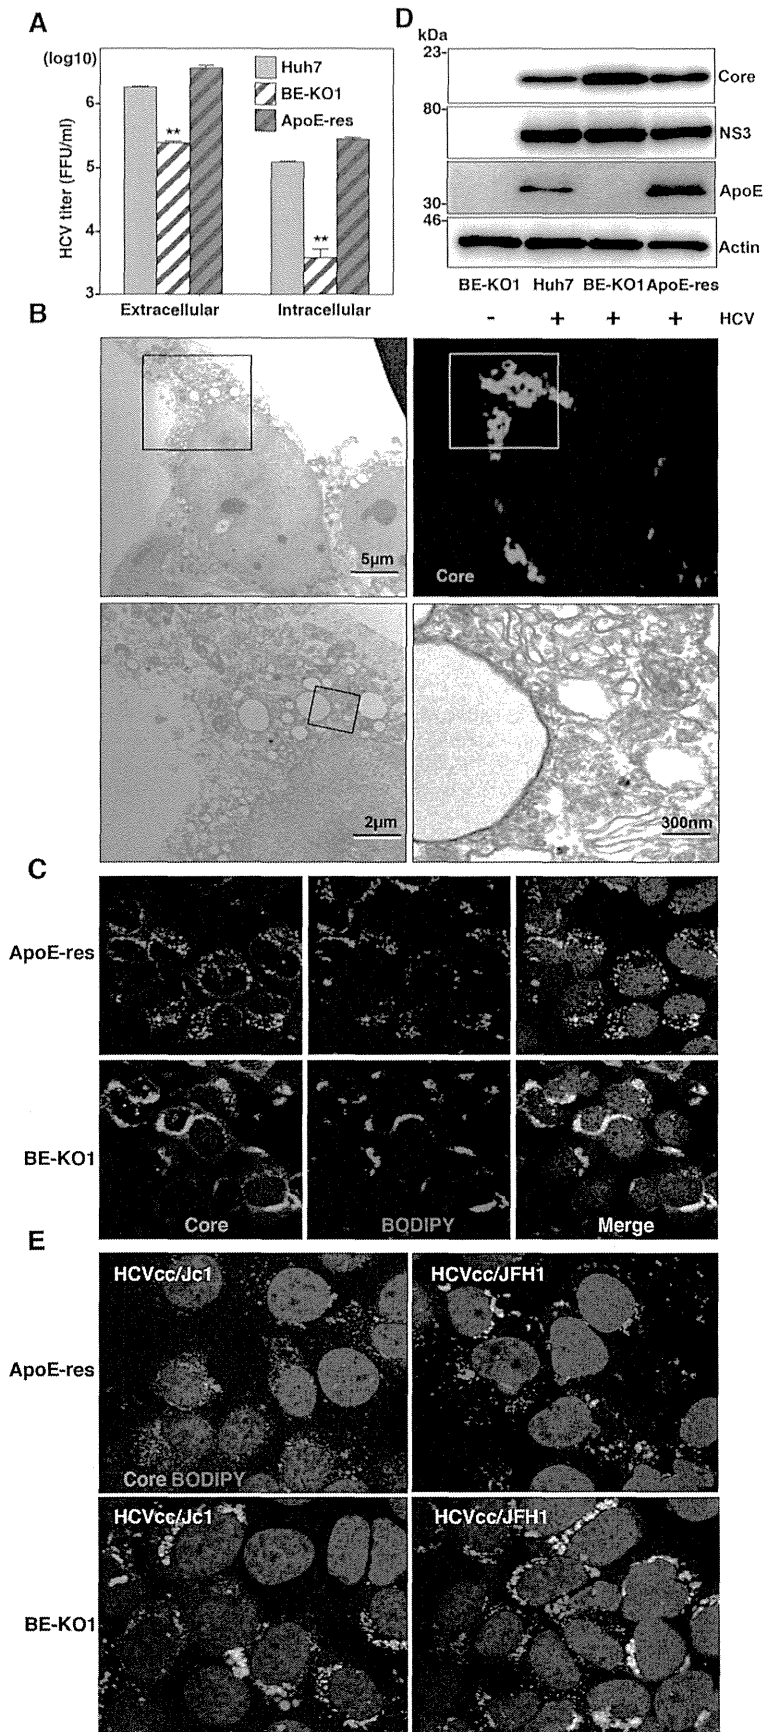 A
(log10)
6
5
4
3
HCV titer (FFU/ml)
Huh7
BE-KO1
ApoE-res
**
**
Extracellular
Intracellular
D
kDa
23-
Core
80-
NS3
ApoE
30-
46-
Actin
BE-KO1 Huh7 BE-KO1 ApoE-res
- + + + HCV
B
5μm
Core
2μm
300nm
C
ApoE-res
BE-KO1
Core
BODIPY
Merge
E
HCVcc/Jc1
HCVcc/JFH1
ApoE-res
Core BODIPY
HCVcc/Jc1
HCVcc/JFH1
BE-KO1